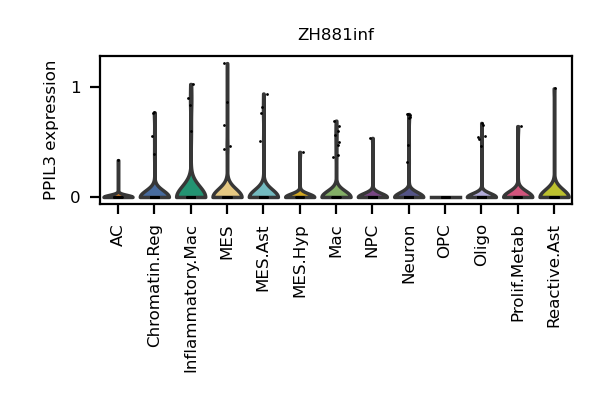 ZH881inf
PPIL3 expression
1
0
AC
Chromatin.Reg
Inflammatory.Mac
MES
MES.Ast
MES.Hyp
Mac
NPC
Neuron
OPC
Oligo
Prolif.Metab
Reactive.Ast